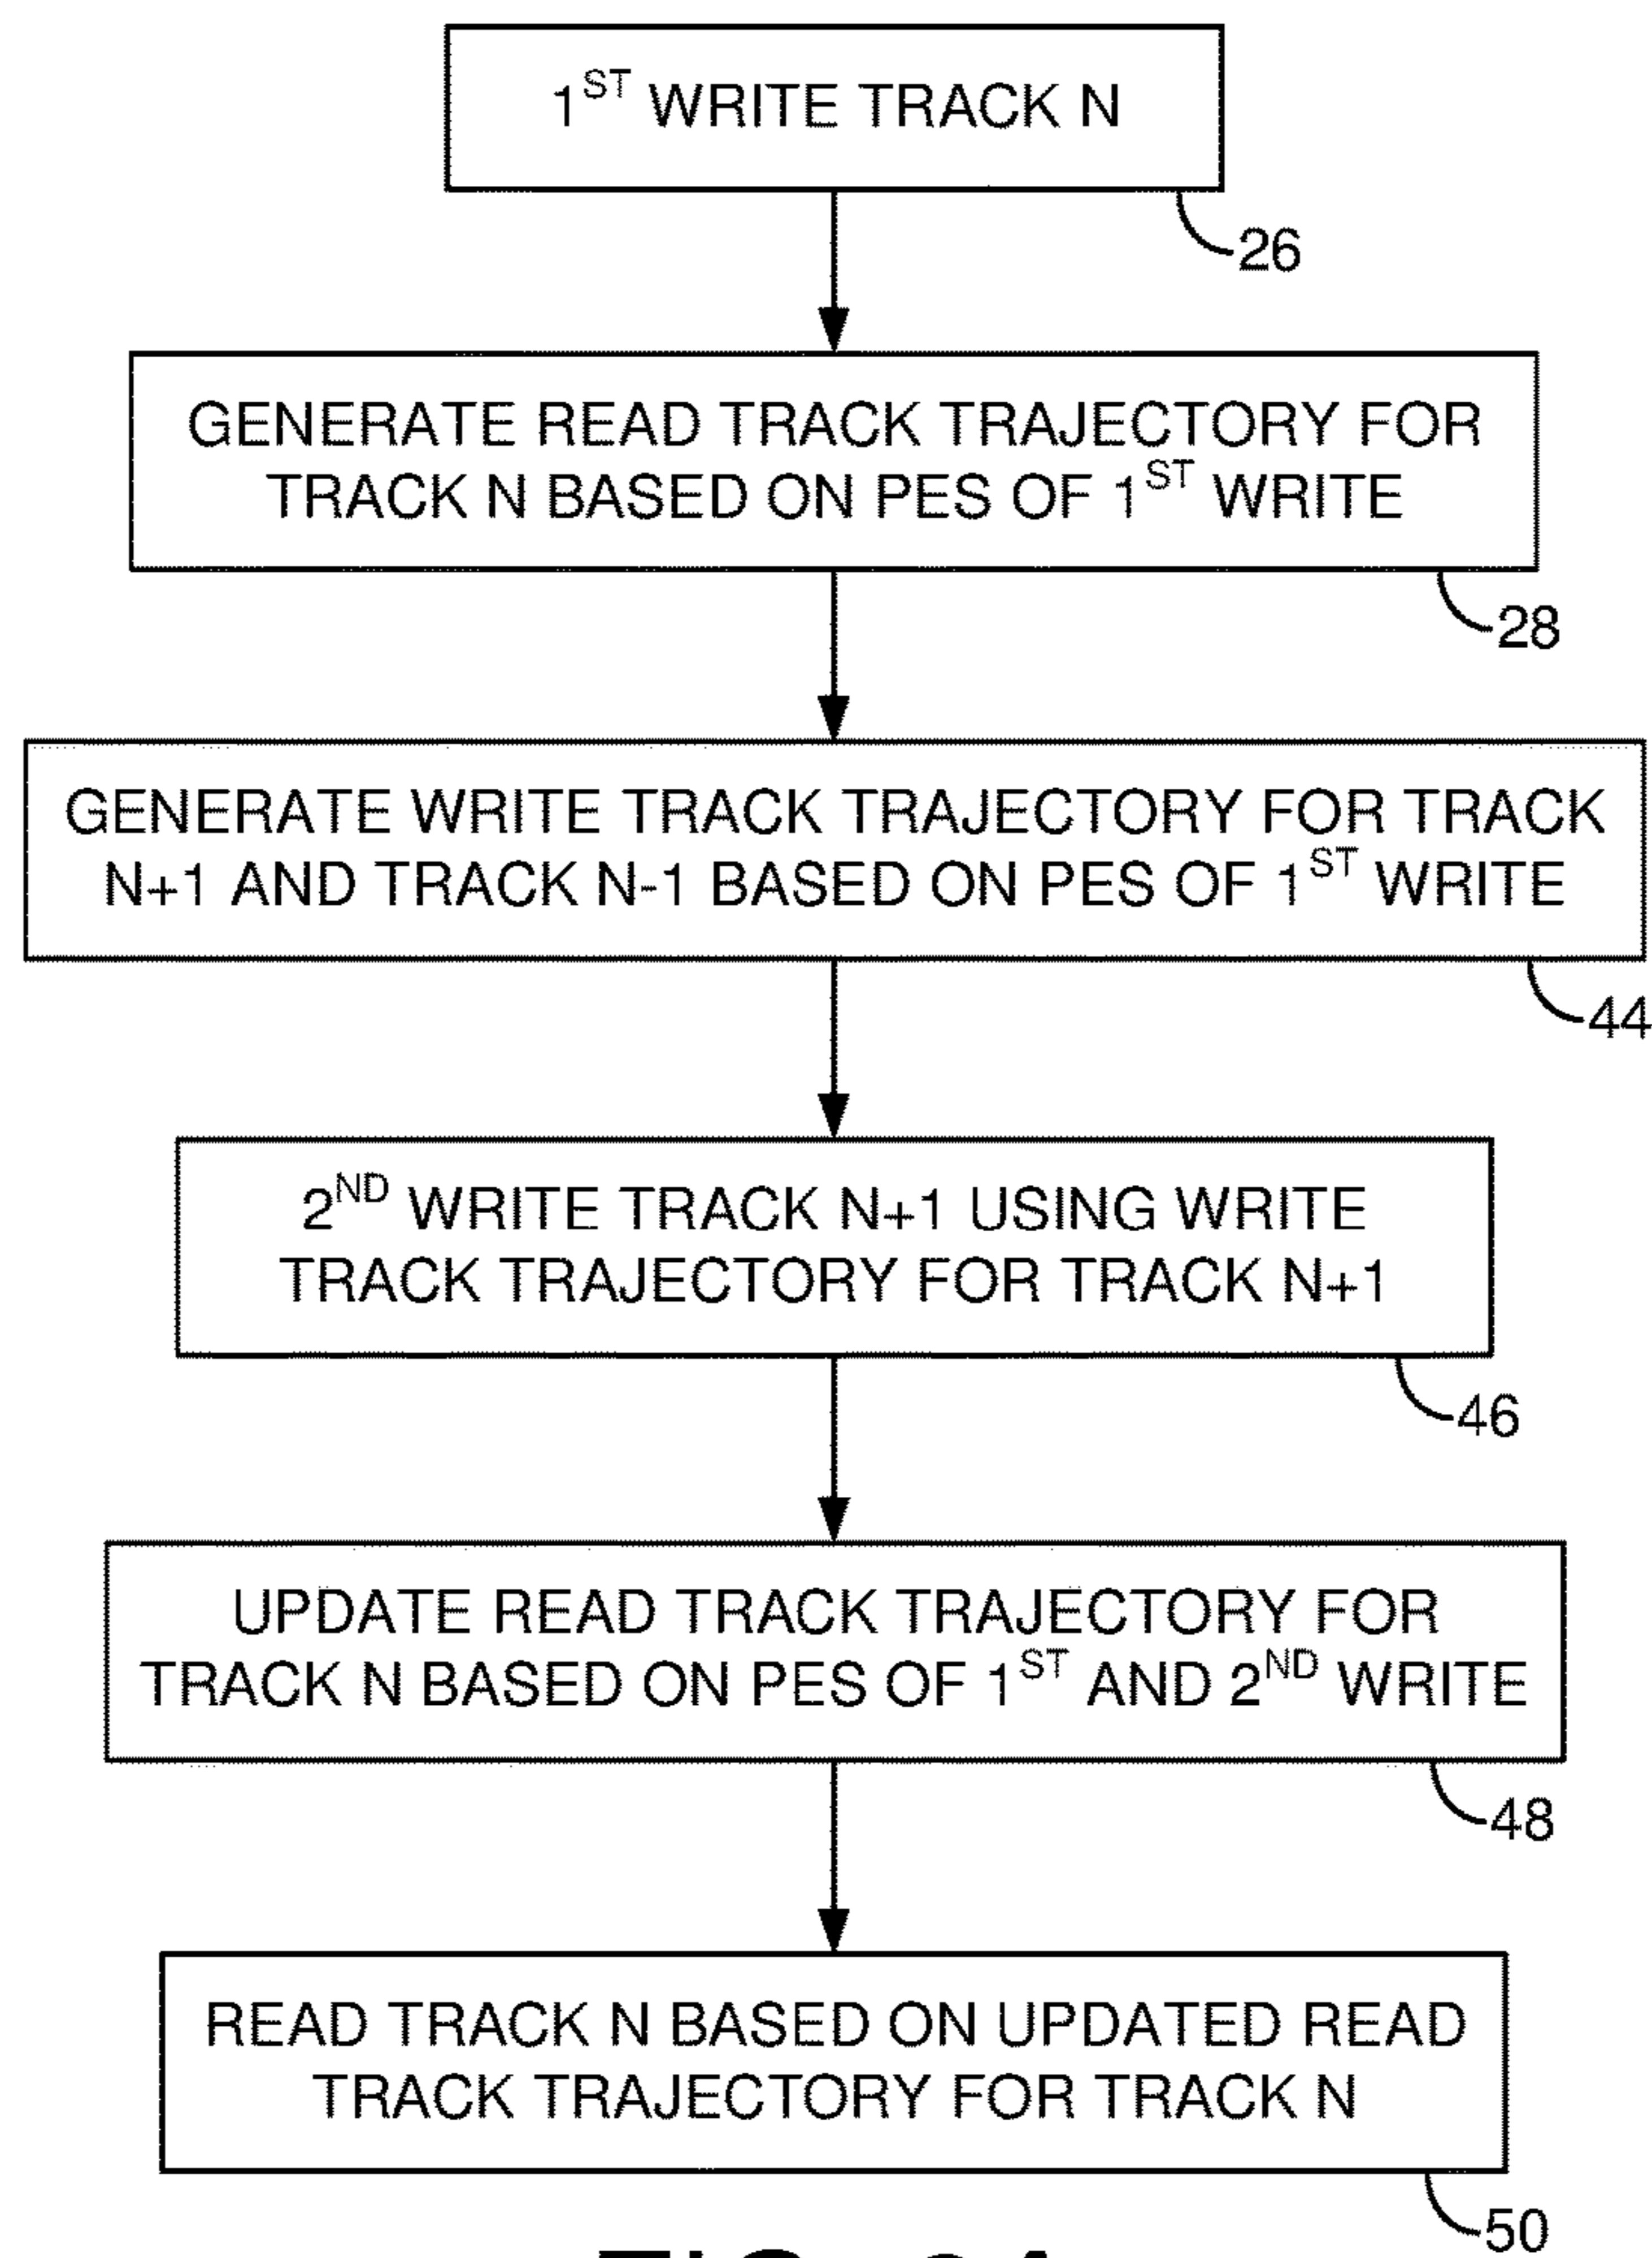 1ST WRITE TRACK N
26
GENERATE READ TRACK TRAJECTORY FOR
TRACK N BASED ON PES OF 1ST WRITE
28
GENERATE WRITE TRACK TRAJECTORY FOR TRACK
N+1 AND TRACK N-1 BASED ON PES OF 1ST WRITE
44
2ND WRITE TRACK N+1 USING WRITE
TRACK TRAJECTORY FOR TRACK N+1
46
UPDATE READ TRACK TRAJECTORY FOR
TRACK N BASED ON PES OF 1ST AND 2ND WRITE
48
READ TRACK N BASED ON UPDATED READ
TRACK TRAJECTORY FOR TRACK N
50